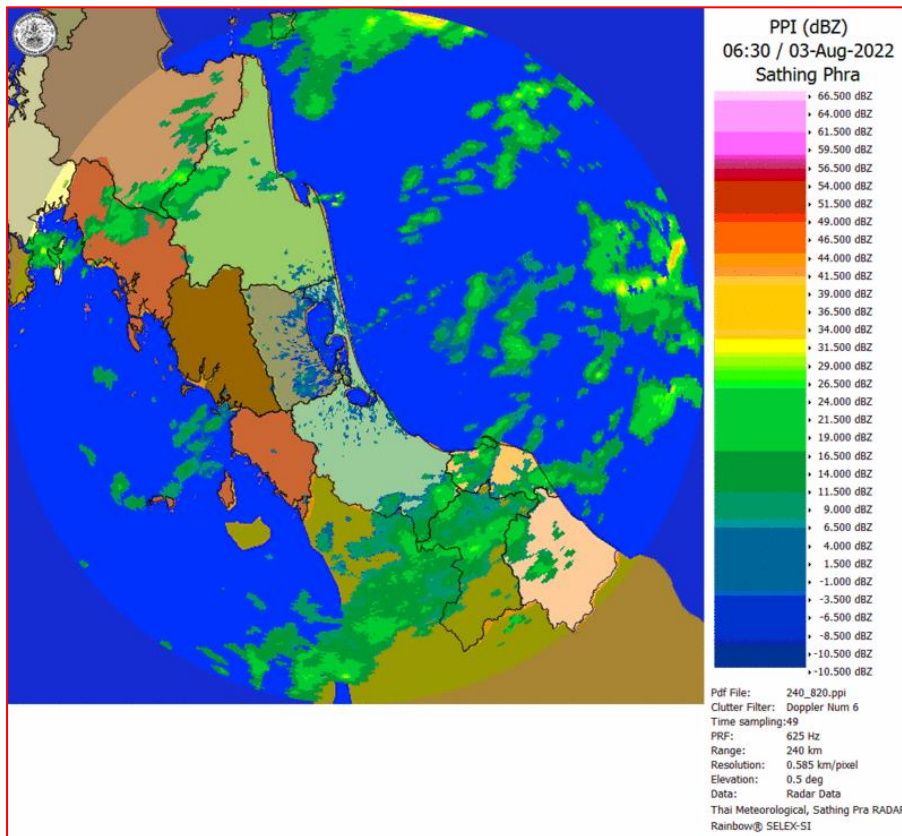 PPI (dBZ)
06:30 / 03-Aug-2022
Sathing Phra
66.500 dBZ
64.000 dBZ
61.500 dBZ
59.500 dBZ
56.500 dBZ
54.000 dBZ
51.500 dBZ
49.000 dBZ
46.500 dBZ
44.000 dBZ
41.500 dBZ
39.000 dBZ
36.500 dBZ
34.000 dBZ
31.500 dBZ
29.000 dBZ
26.500 dBZ
24.000 dBZ
21.500 dBZ
19.000 dBZ
16.500 dBZ
14.000 dBZ
11.500 dBZ
9.000 dBZ
6.500 dBZ
4.000 dBZ
1.500 dBZ
-1.000 dBZ
-3.500 dBZ
-6.500 dBZ
-8.500 dBZ
-10.500 dBZ
-10.500 dBZ
Pdf File: 240_820.ppi
Clutter Filter: Doppler Num 6
Time sampling:49
PRF: 625 Hz
Range: 240 km
Resolution: 0.585 km/pixel
Elevation: 0.5 deg
Data: Radar Data
Thai Meteorological, Sathing Pra RADAR
Rainbow® SELEX-SI